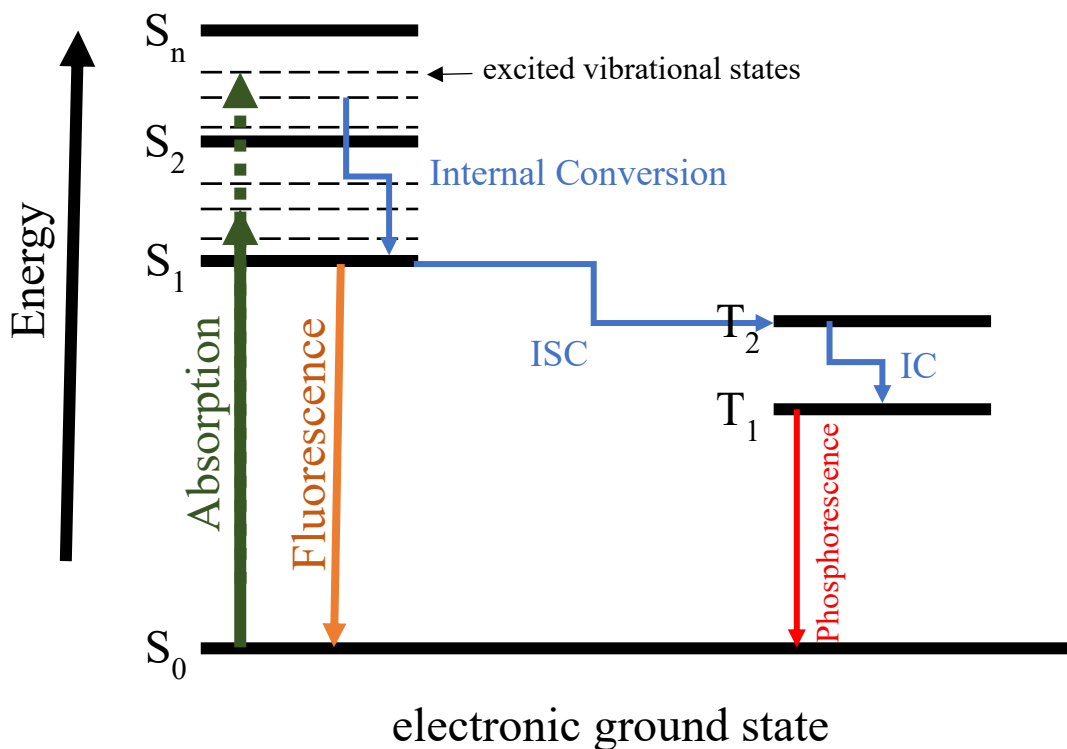 Sn
excited vibrational states
S2
Internal Conversion
S1
Energy
Absorption
Fluorescence
ISC
T2
IC
T1
Phosphorescence
S0
electronic ground state